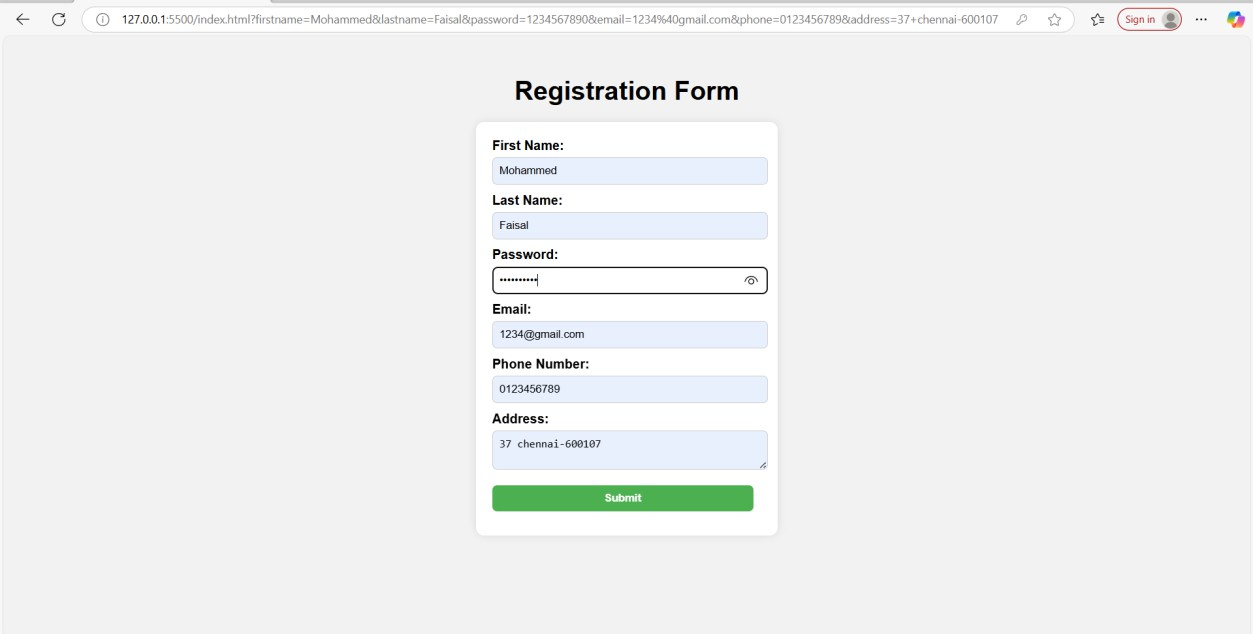 127.0.0.1:5500/index.html?firstname=Mohammed&lastname=Faisal&password=1234567890&email=1234%40gmail.com&phone=0123456789&address=37+chennai-600107
Sign in
Registration Form
First Name:
Mohammed
Last Name:
Faisal
Password:
••••••••••
Email:
1234@gmail.com
Phone Number:
0123456789
Address:
37 chennai-600107
Submit